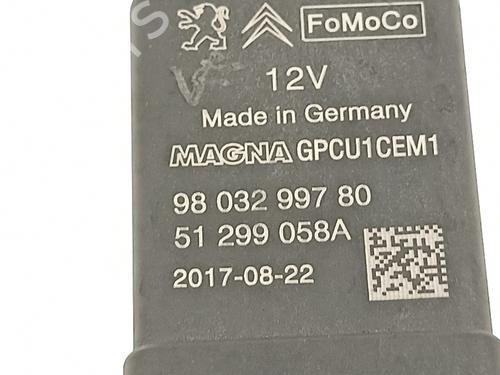 FoMoCo
12V
Made in Germany
MAGNA GPCU1CEM1
98 032 997 80
51 299 058A
2017-08-22